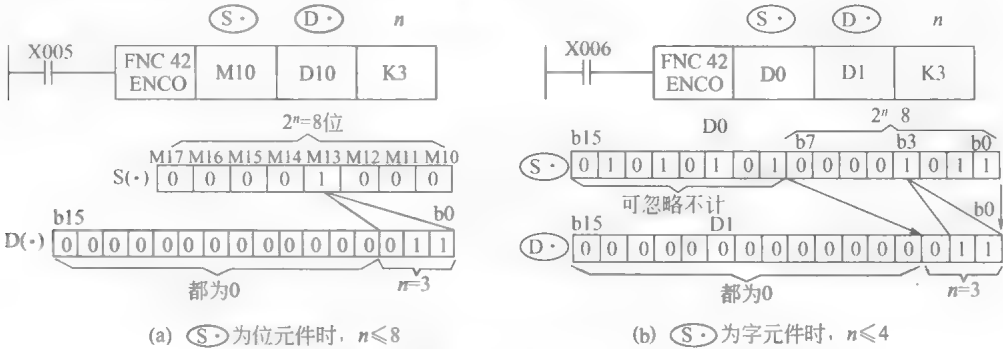 S· D· n
X005
FNC 42
ENCO
M10
D10
K3
2ⁿ=8位
M17 M16 M15 M14 M13 M12 M11 M10
S(·) 0 0 0 0 1 0 0 0
b15 b0
D(·) 0 0 0 0 0 0 0 0 0 0 0 0 0 0 1 1
都为0
n=3
(a) S· 为位元件时，n≤8
S· D· n
X006
FNC 42
ENCO
D0
D1
K3
D0
2ⁿ 8
b15 b7 b3 b0
S· 0 1 0 1 0 1 0 1 0 0 0 0 1 0 1 1
可忽略不计
b15 D1 b0
D· 0 0 0 0 0 0 0 0 0 0 0 0 0 0 1 1
都为0
n=3
(b) S· 为字元件时，n≤4